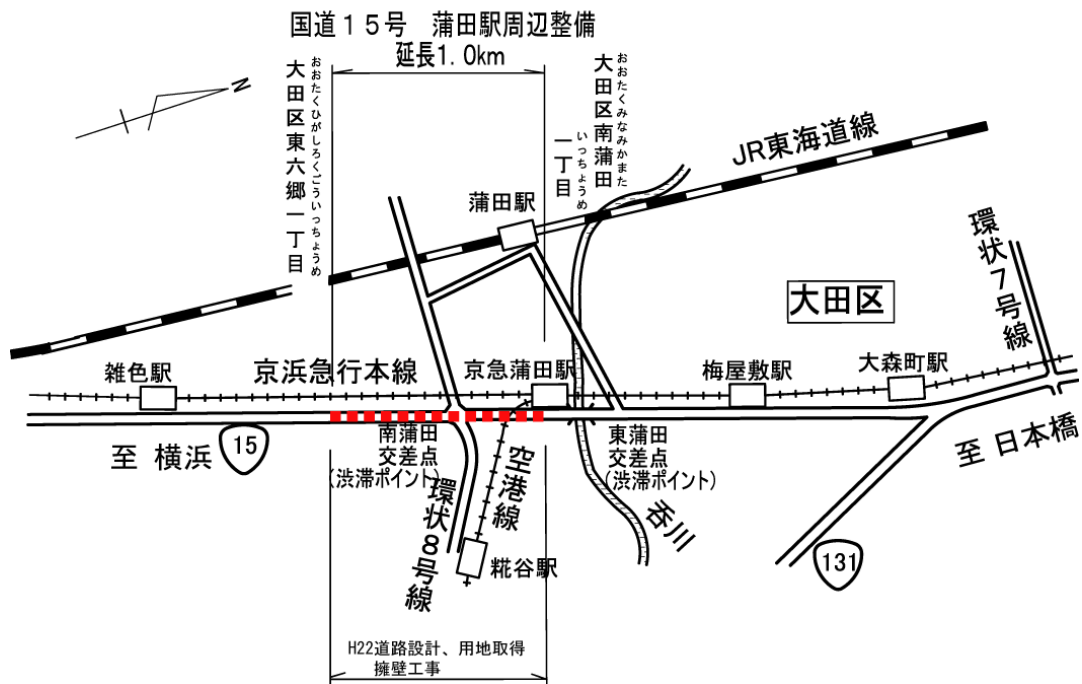 国道15号 蒲田駅周辺整備
延長1.0km
大田区東六郷一丁目
おおたくひがしろくごういっちょうめ
大田区南蒲田
おおたくみなみかまた
一丁目
いっちょうめ
N
JR東海道線
蒲田駅
環状7号線
大田区
雑色駅
京浜急行本線
京急蒲田駅
梅屋敷駅
大森町駅
至 横浜
15
南蒲田
交差点
(渋滞ポイント)
環状8号線
空港線
糀谷駅
東蒲田
交差点
(渋滞ポイント)
呑川
131
至 日本橋
H22道路設計、用地取得
擁壁工事